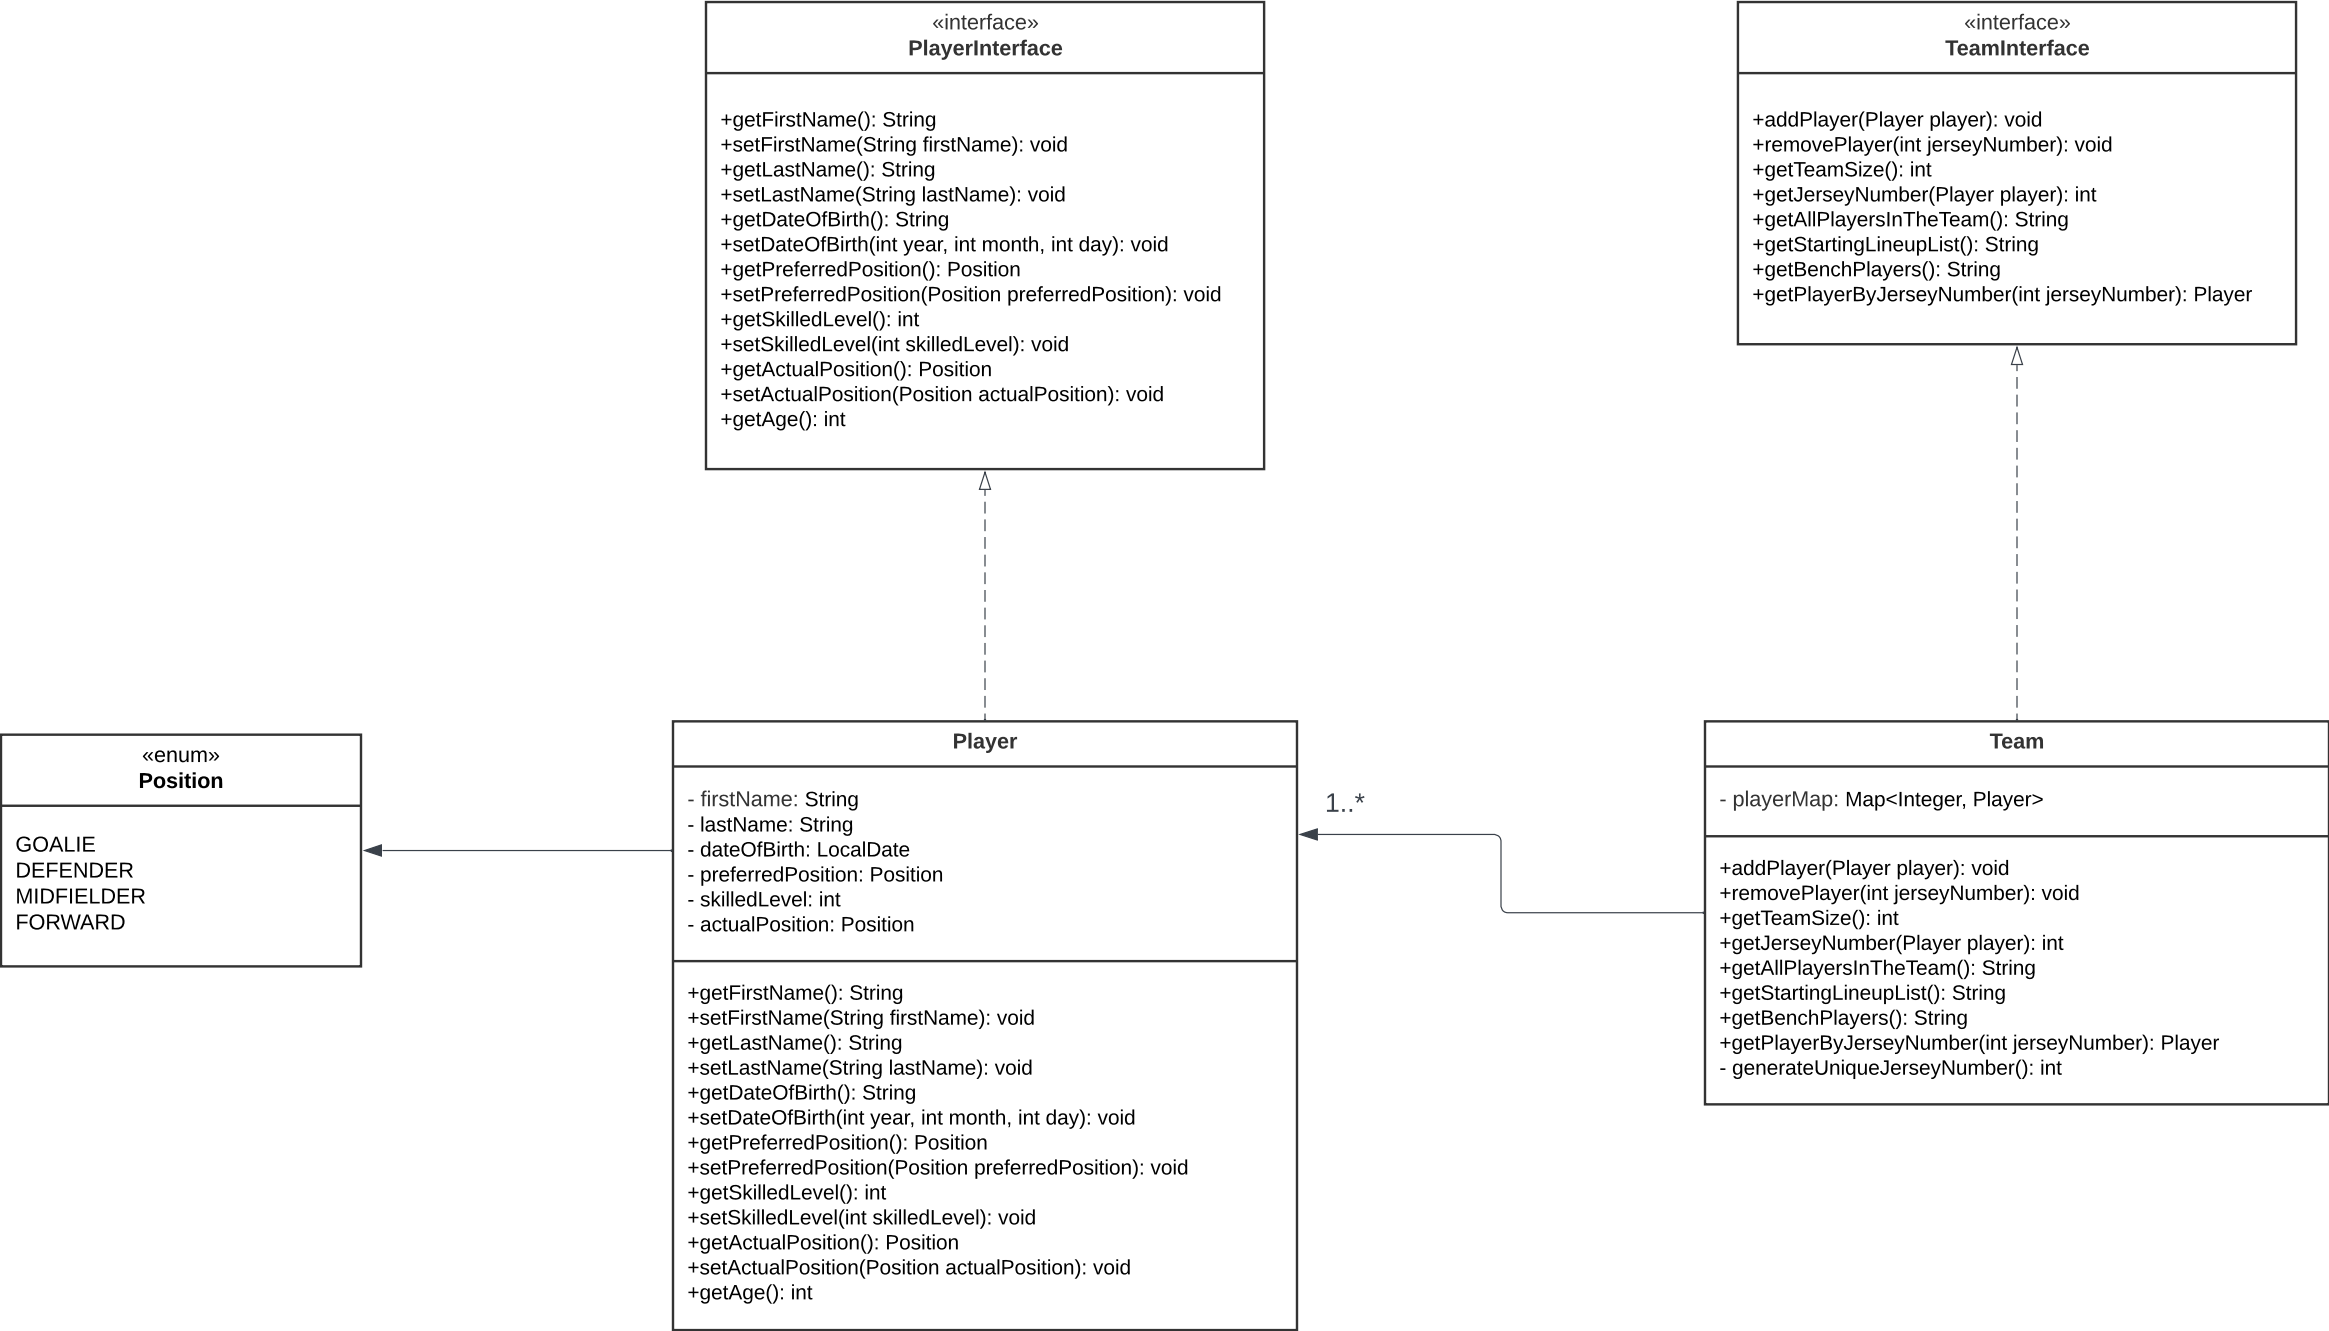 «interface»
PlayerInterface
+getFirstName(): String
+setFirstName(String firstName): void
+getLastName(): String
+setLastName(String lastName): void
+getDateOfBirth(): String
+setDateOfBirth(int year, int month, int day): void
+getPreferredPosition(): Position
+setPreferredPosition(Position preferredPosition): void
+getSkilledLevel(): int
+setSkilledLevel(int skilledLevel): void
+getActualPosition(): Position
+setActualPosition(Position actualPosition): void
+getAge(): int
«interface»
TeamInterface
+addPlayer(Player player): void
+removePlayer(int jerseyNumber): void
+getTeamSize(): int
+getJerseyNumber(Player player): int
+getAllPlayersInTheTeam(): String
+getStartingLineupList(): String
+getBenchPlayers(): String
+getPlayerByJerseyNumber(int jerseyNumber): Player
«enum»
Position
GOALIE
DEFENDER
MIDFIELDER
FORWARD
Player
- firstName: String
- lastName: String
- dateOfBirth: LocalDate
- preferredPosition: Position
- skilledLevel: int
- actualPosition: Position
+getFirstName(): String
+setFirstName(String firstName): void
+getLastName(): String
+setLastName(String lastName): void
+getDateOfBirth(): String
+setDateOfBirth(int year, int month, int day): void
+getPreferredPosition(): Position
+setPreferredPosition(Position preferredPosition): void
+getSkilledLevel(): int
+setSkilledLevel(int skilledLevel): void
+getActualPosition(): Position
+setActualPosition(Position actualPosition): void
+getAge(): int
1..*
Team
- playerMap: Map<Integer, Player>
+addPlayer(Player player): void
+removePlayer(int jerseyNumber): void
+getTeamSize(): int
+getJerseyNumber(Player player): int
+getAllPlayersInTheTeam(): String
+getStartingLineupList(): String
+getBenchPlayers(): String
+getPlayerByJerseyNumber(int jerseyNumber): Player
- generateUniqueJerseyNumber(): int